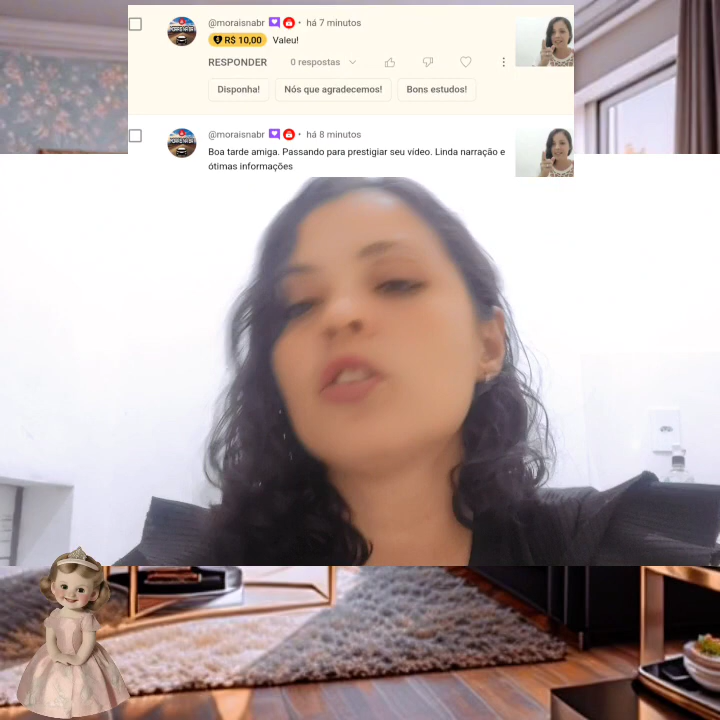 @moraisnabr • há 7 minutos
R$ 10,00 Valeu!
RESPONDER 0 respostas
Disponha! Nós que agradecemos! Bons estudos!
@moraisnabr • há 8 minutos
Boa tarde amiga. Passando para prestigiar seu vídeo. Linda narração e
ótimas informações